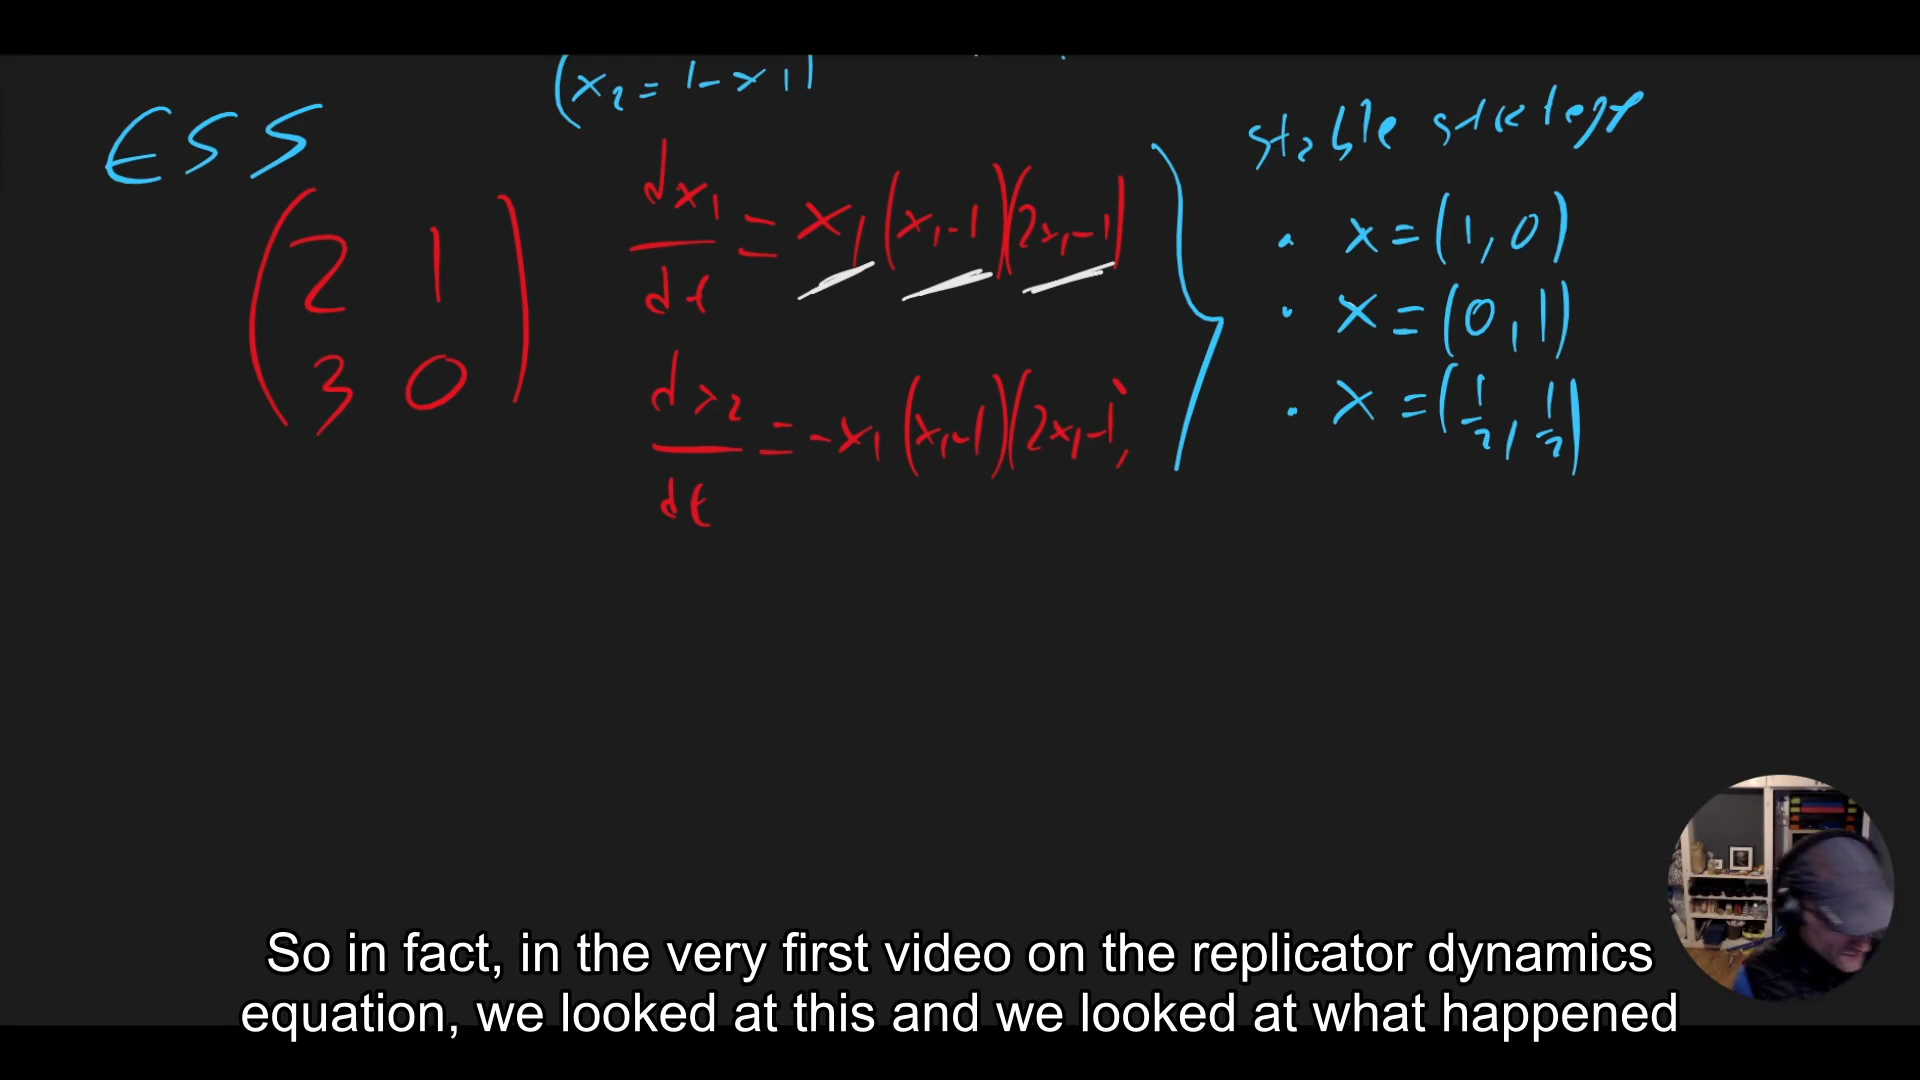 (x₂ = 1 - x₁)
ESS
stable strategy
(2 1
3 0)
dx₁/dt = x₁(x₁-1)(2x₁-1)
dx₂/dt = -x₁(x₁-1)(2x₁-1)
• x = (1, 0)
• x = (0, 1)
• x = (1/2, 1/2)
So in fact, in the very first video on the replicator dynamics
equation, we looked at this and we looked at what happened